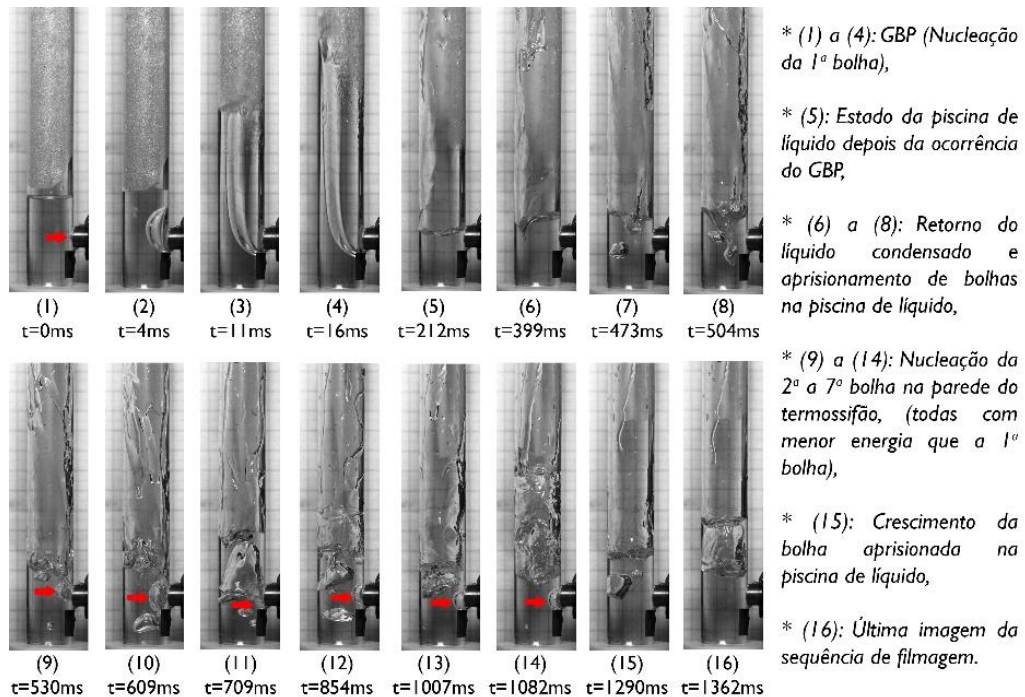 (1)
t=0ms
(2)
t=4ms
(3)
t=11ms
(4)
t=16ms
(5)
t=212ms
(6)
t=399ms
(7)
t=473ms
(8)
t=504ms
(9)
t=530ms
(10)
t=609ms
(11)
t=709ms
(12)
t=854ms
(13)
t=1007ms
(14)
t=1082ms
(15)
t=1290ms
(16)
t=1362ms
* (1) a (4): GBP (Nucleação
da 1ª bolha),
* (5): Estado da piscina de
líquido depois da ocorrência
do GBP,
* (6) a (8): Retorno do
líquido condensado e
aprisionamento de bolhas
na piscina de líquido,
* (9) a (14): Nucleação da
2ª a 7ª bolha na parede do
termossifão, (todas com
menor energia que a 1ª
bolha),
* (15): Crescimento da
bolha aprisionada na
piscina de líquido,
* (16): Última imagem da
sequência de filmagem.